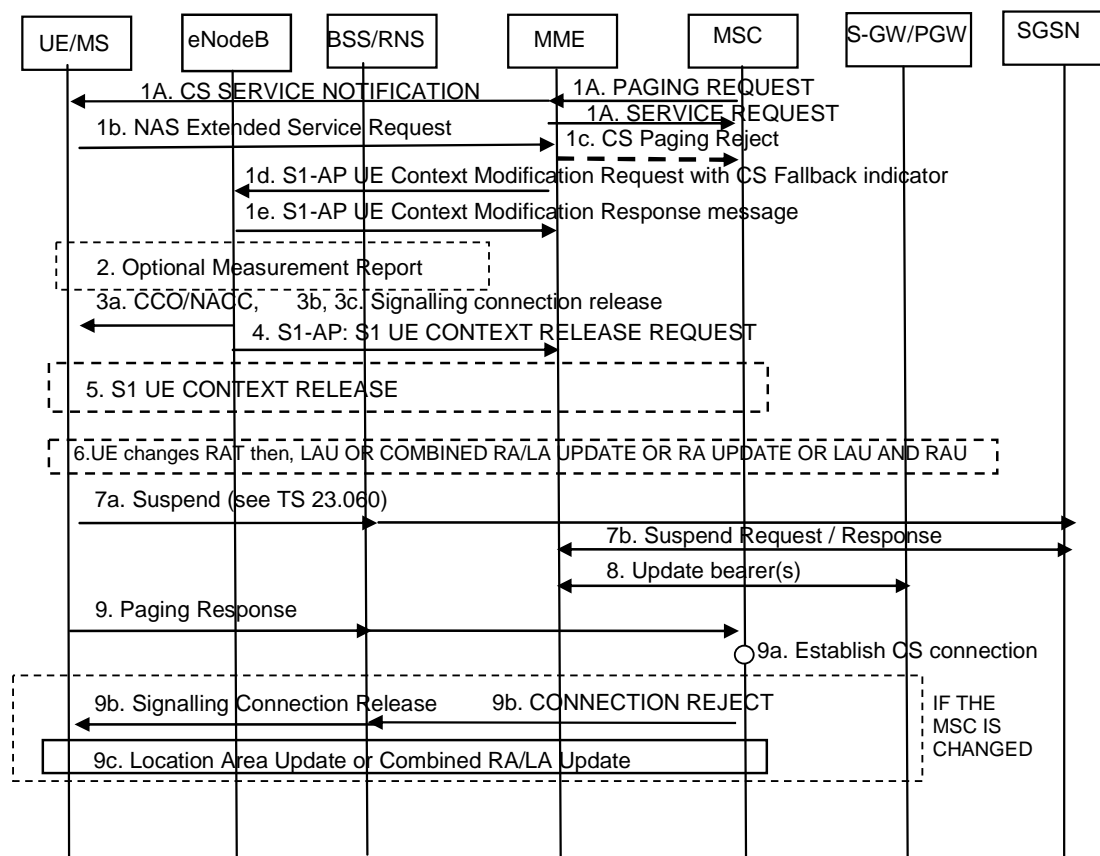 UE/MS
eNodeB
BSS/RNS
MME
MSC
S-GW/PGW
SGSN
1A. CS SERVICE NOTIFICATION
1A. PAGING REQUEST
1A. SERVICE REQUEST
1b. NAS Extended Service Request
1c. CS Paging Reject
1d. S1-AP UE Context Modification Request with CS Fallback indicator
1e. S1-AP UE Context Modification Response message
2. Optional Measurement Report
3a. CCO/NACC, 3b, 3c. Signalling connection release
4. S1-AP: S1 UE CONTEXT RELEASE REQUEST
5. S1 UE CONTEXT RELEASE
6.UE changes RAT then, LAU OR COMBINED RA/LA UPDATE OR RA UPDATE OR LAU AND RAU
7a. Suspend (see TS 23.060)
7b. Suspend Request / Response
8. Update bearer(s)
9. Paging Response
9a. Establish CS connection
9b. Signalling Connection Release
9b. CONNECTION REJECT
IF THE
MSC IS
CHANGED
9c. Location Area Update or Combined RA/LA Update